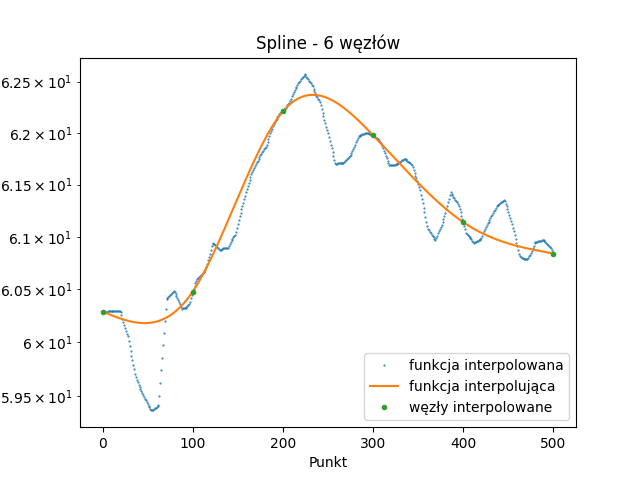 Spline - 6 węzłów
6.25 × 10¹
6.2 × 10¹
6.15 × 10¹
6.1 × 10¹
6.05 × 10¹
6 × 10¹
5.95 × 10¹
funkcja interpolowana
funkcja interpolująca
węzły interpolowane
0 100 200 300 400 500
Punkt